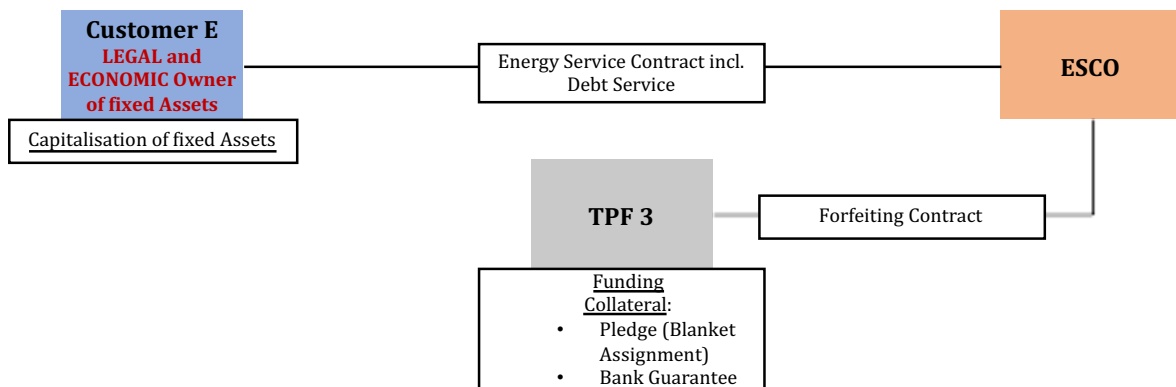 Customer E
LEGAL and
ECONOMIC Owner
of fixed Assets
Capitalisation of fixed Assets
Energy Service Contract incl.
Debt Service
ESCO
TPF 3
Forfeiting Contract
Funding
Collateral:
• Pledge (Blanket
Assignment)
• Bank Guarantee